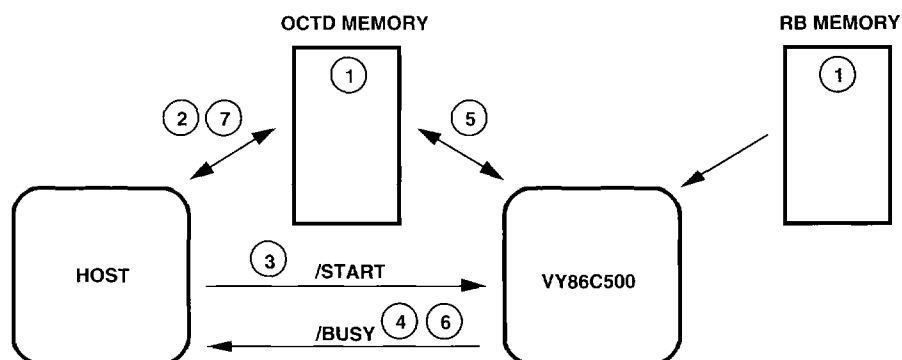 OCTD MEMORY
RB MEMORY
1
1
2 7
5
HOST
3
/START
VY86C500
/BUSY 4 6